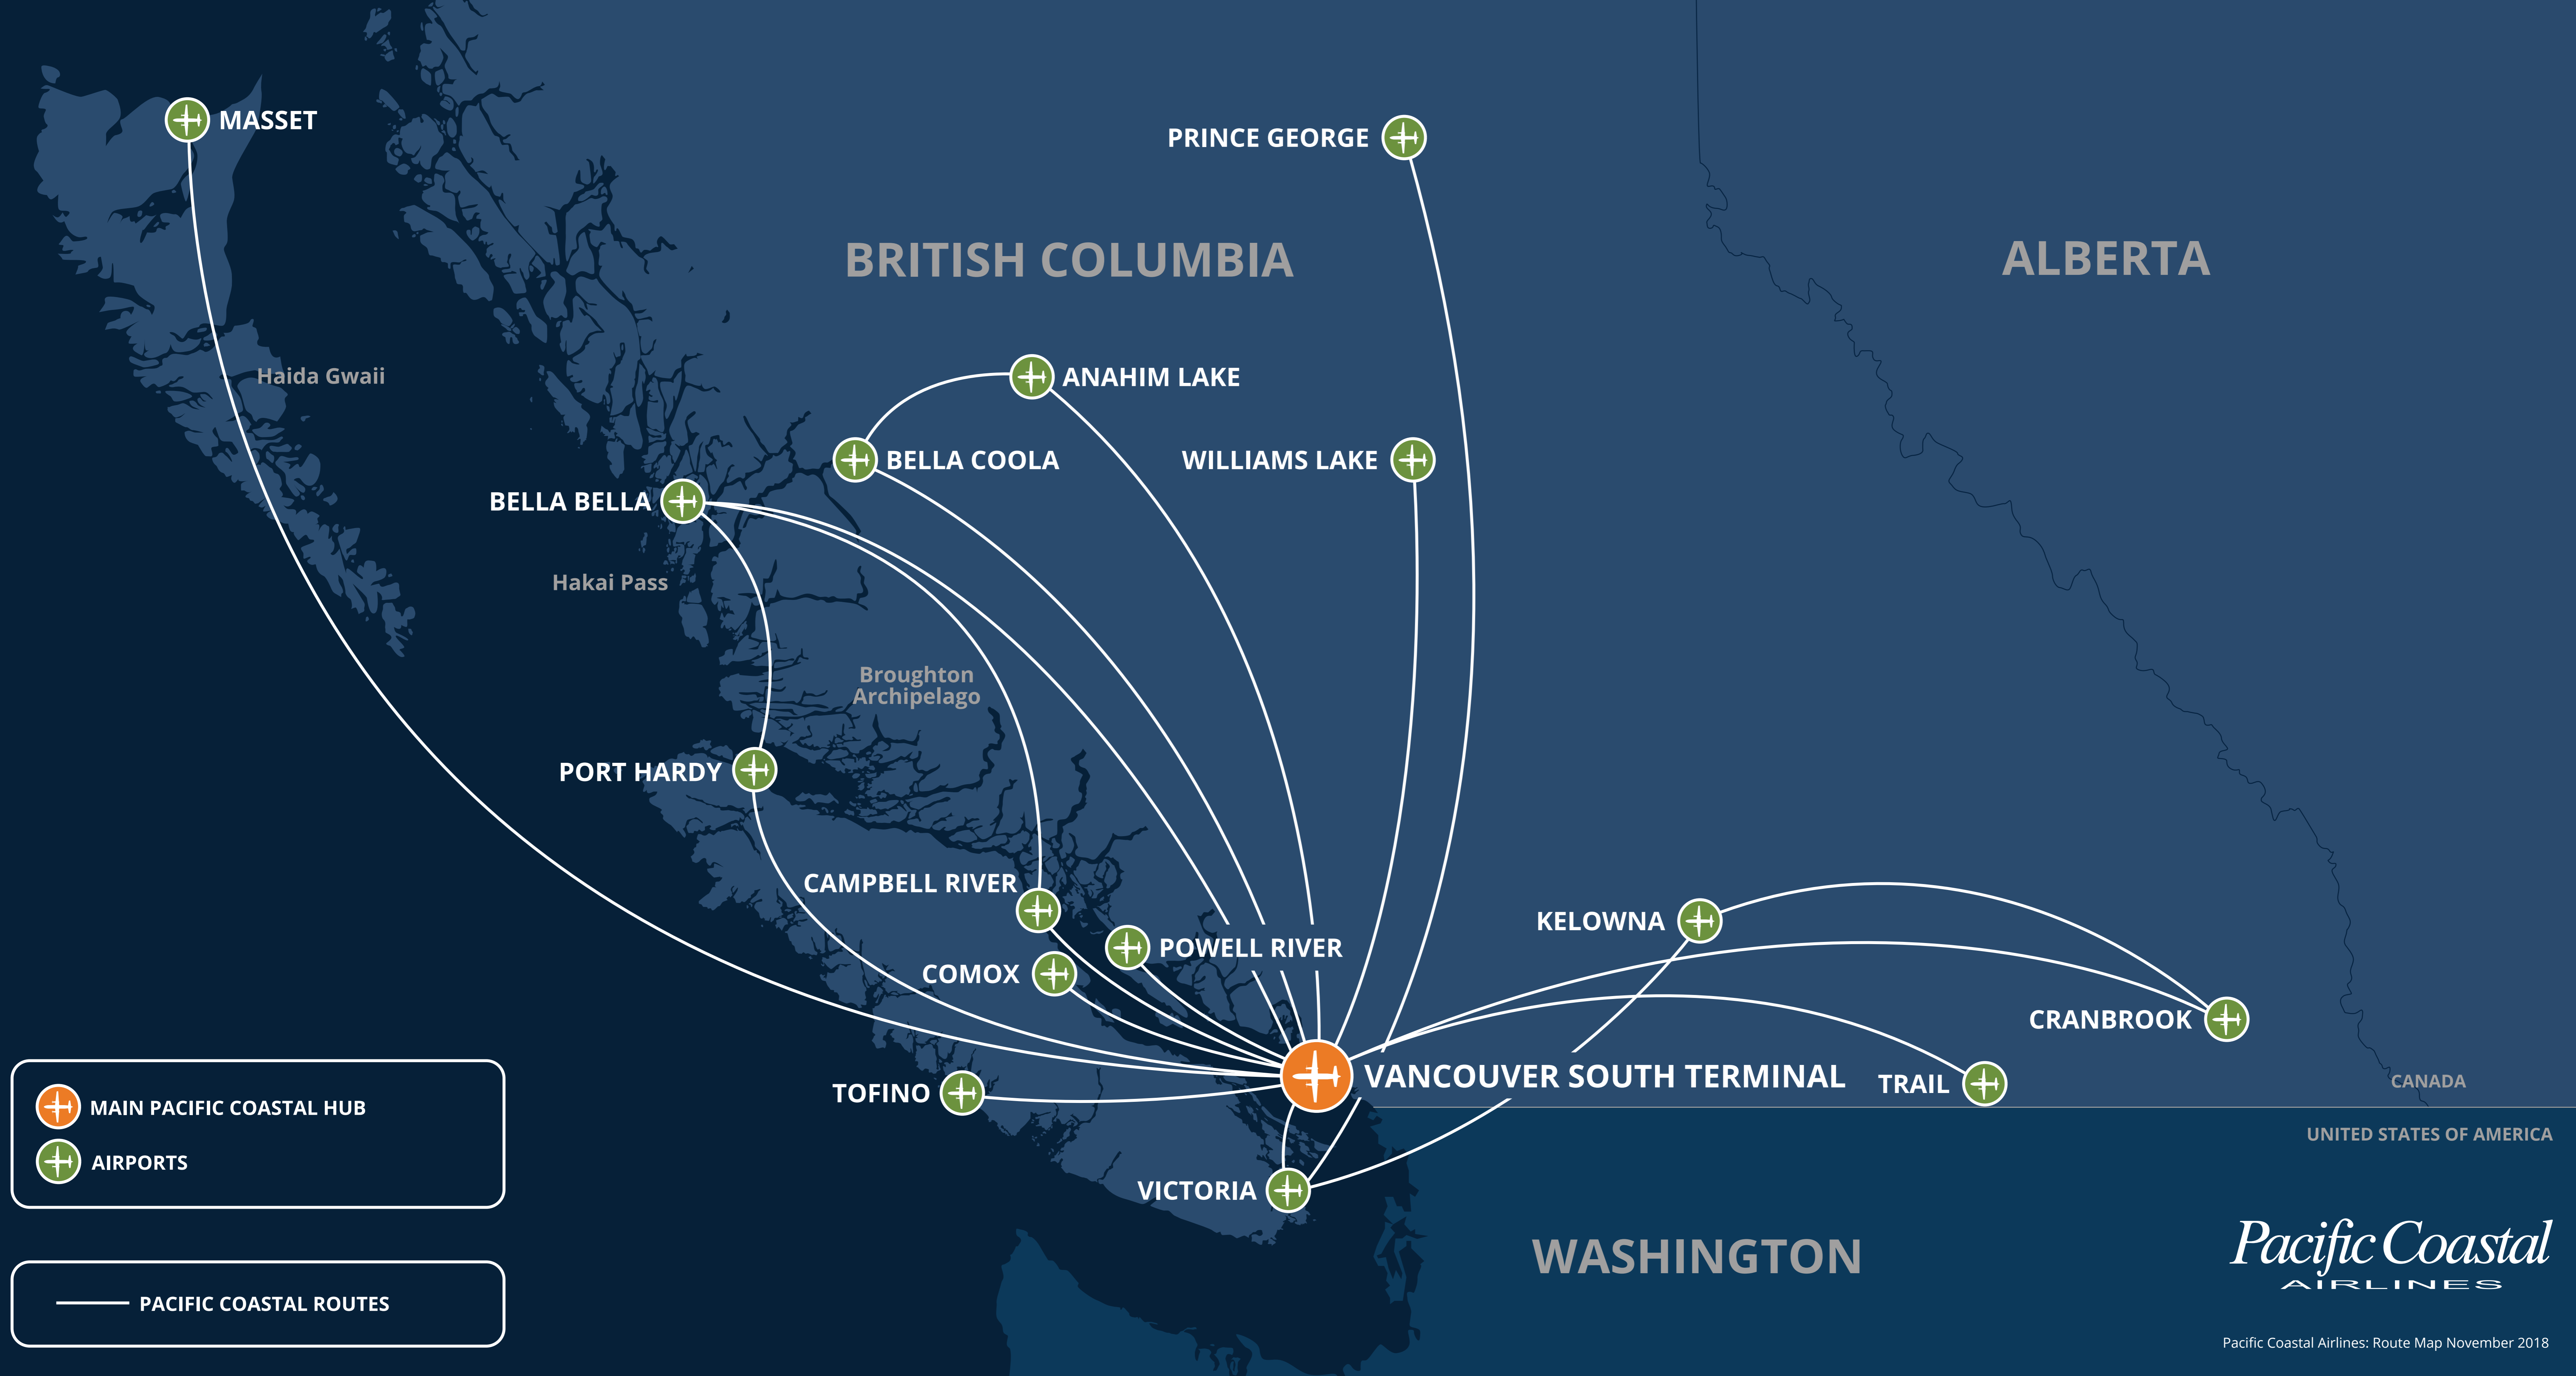 MASSET
PRINCE GEORGE
BRITISH COLUMBIA
ALBERTA
Haida Gwaii
ANAHIM LAKE
BELLA COOLA
WILLIAMS LAKE
BELLA BELLA
Hakai Pass
Broughton
Archipelago
PORT HARDY
CAMPBELL RIVER
KELOWNA
POWELL RIVER
COMOX
CRANBROOK
VANCOUVER SOUTH TERMINAL
TRAIL
CANADA
TOFINO
MAIN PACIFIC COASTAL HUB
UNITED STATES OF AMERICA
AIRPORTS
VICTORIA
WASHINGTON
Pacific Coastal
AIRLINES
PACIFIC COASTAL ROUTES
Pacific Coastal Airlines: Route Map November 2018